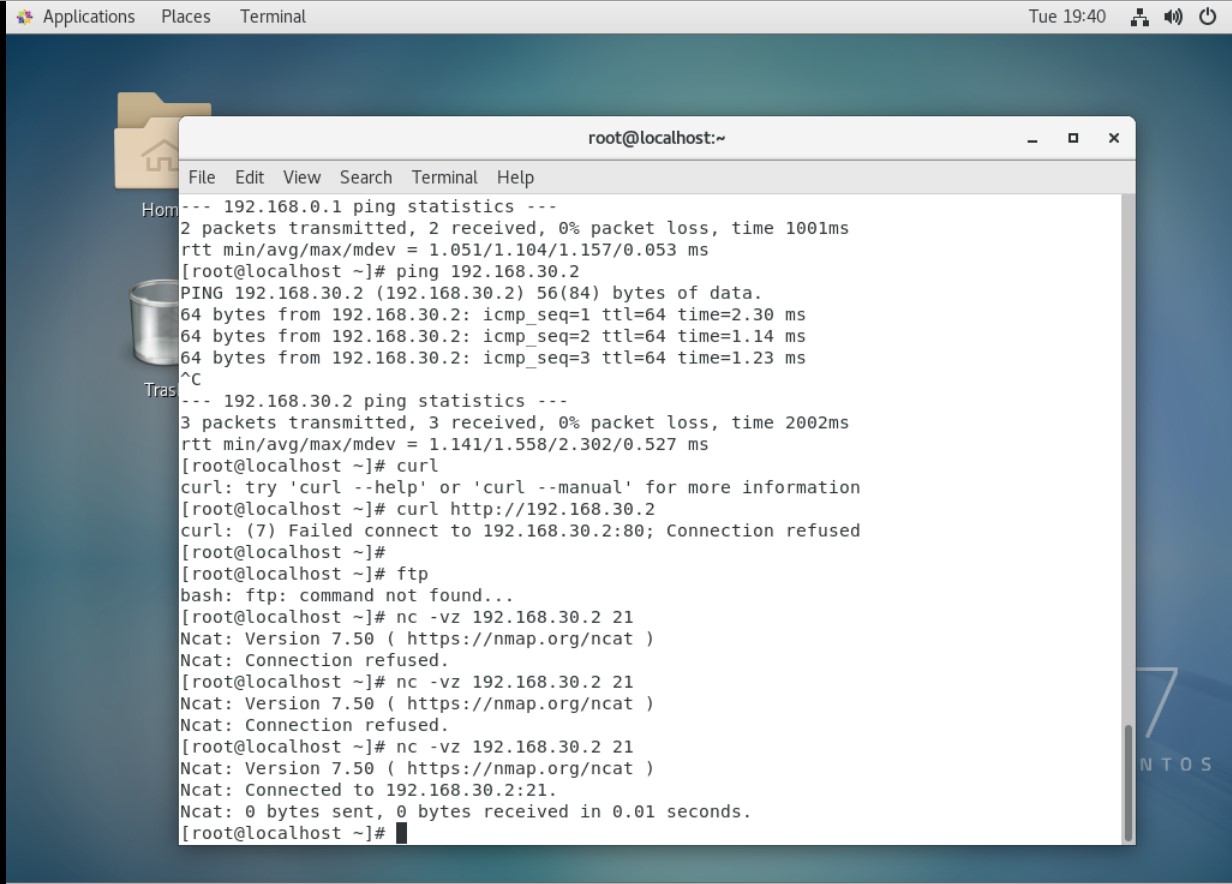 Applications Places Terminal Tue 19:40
root@localhost:~
File Edit View Search Terminal Help
Hom
Tras
--- 192.168.0.1 ping statistics ---
2 packets transmitted, 2 received, 0% packet loss, time 1001ms
rtt min/avg/max/mdev = 1.051/1.104/1.157/0.053 ms
[root@localhost ~]# ping 192.168.30.2
PING 192.168.30.2 (192.168.30.2) 56(84) bytes of data.
64 bytes from 192.168.30.2: icmp_seq=1 ttl=64 time=2.30 ms
64 bytes from 192.168.30.2: icmp_seq=2 ttl=64 time=1.14 ms
64 bytes from 192.168.30.2: icmp_seq=3 ttl=64 time=1.23 ms
^C
--- 192.168.30.2 ping statistics ---
3 packets transmitted, 3 received, 0% packet loss, time 2002ms
rtt min/avg/max/mdev = 1.141/1.558/2.302/0.527 ms
[root@localhost ~]# curl
curl: try 'curl --help' or 'curl --manual' for more information
[root@localhost ~]# curl http://192.168.30.2
curl: (7) Failed connect to 192.168.30.2:80; Connection refused
[root@localhost ~]#
[root@localhost ~]# ftp
bash: ftp: command not found...
[root@localhost ~]# nc -vz 192.168.30.2 21
Ncat: Version 7.50 ( https://nmap.org/ncat )
Ncat: Connection refused.
[root@localhost ~]# nc -vz 192.168.30.2 21
Ncat: Version 7.50 ( https://nmap.org/ncat )
Ncat: Connection refused.
[root@localhost ~]# nc -vz 192.168.30.2 21
Ncat: Version 7.50 ( https://nmap.org/ncat )
Ncat: Connected to 192.168.30.2:21.
Ncat: 0 bytes sent, 0 bytes received in 0.01 seconds.
[root@localhost ~]#
7
NTOS